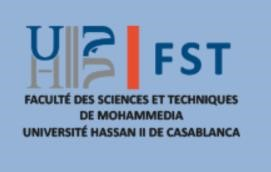 FST
FACULTÉ DES SCIENCES ET TECHNIQUES
DE MOHAMMEDIA
UNIVERSITÉ HASSAN II DE CASABLANCA